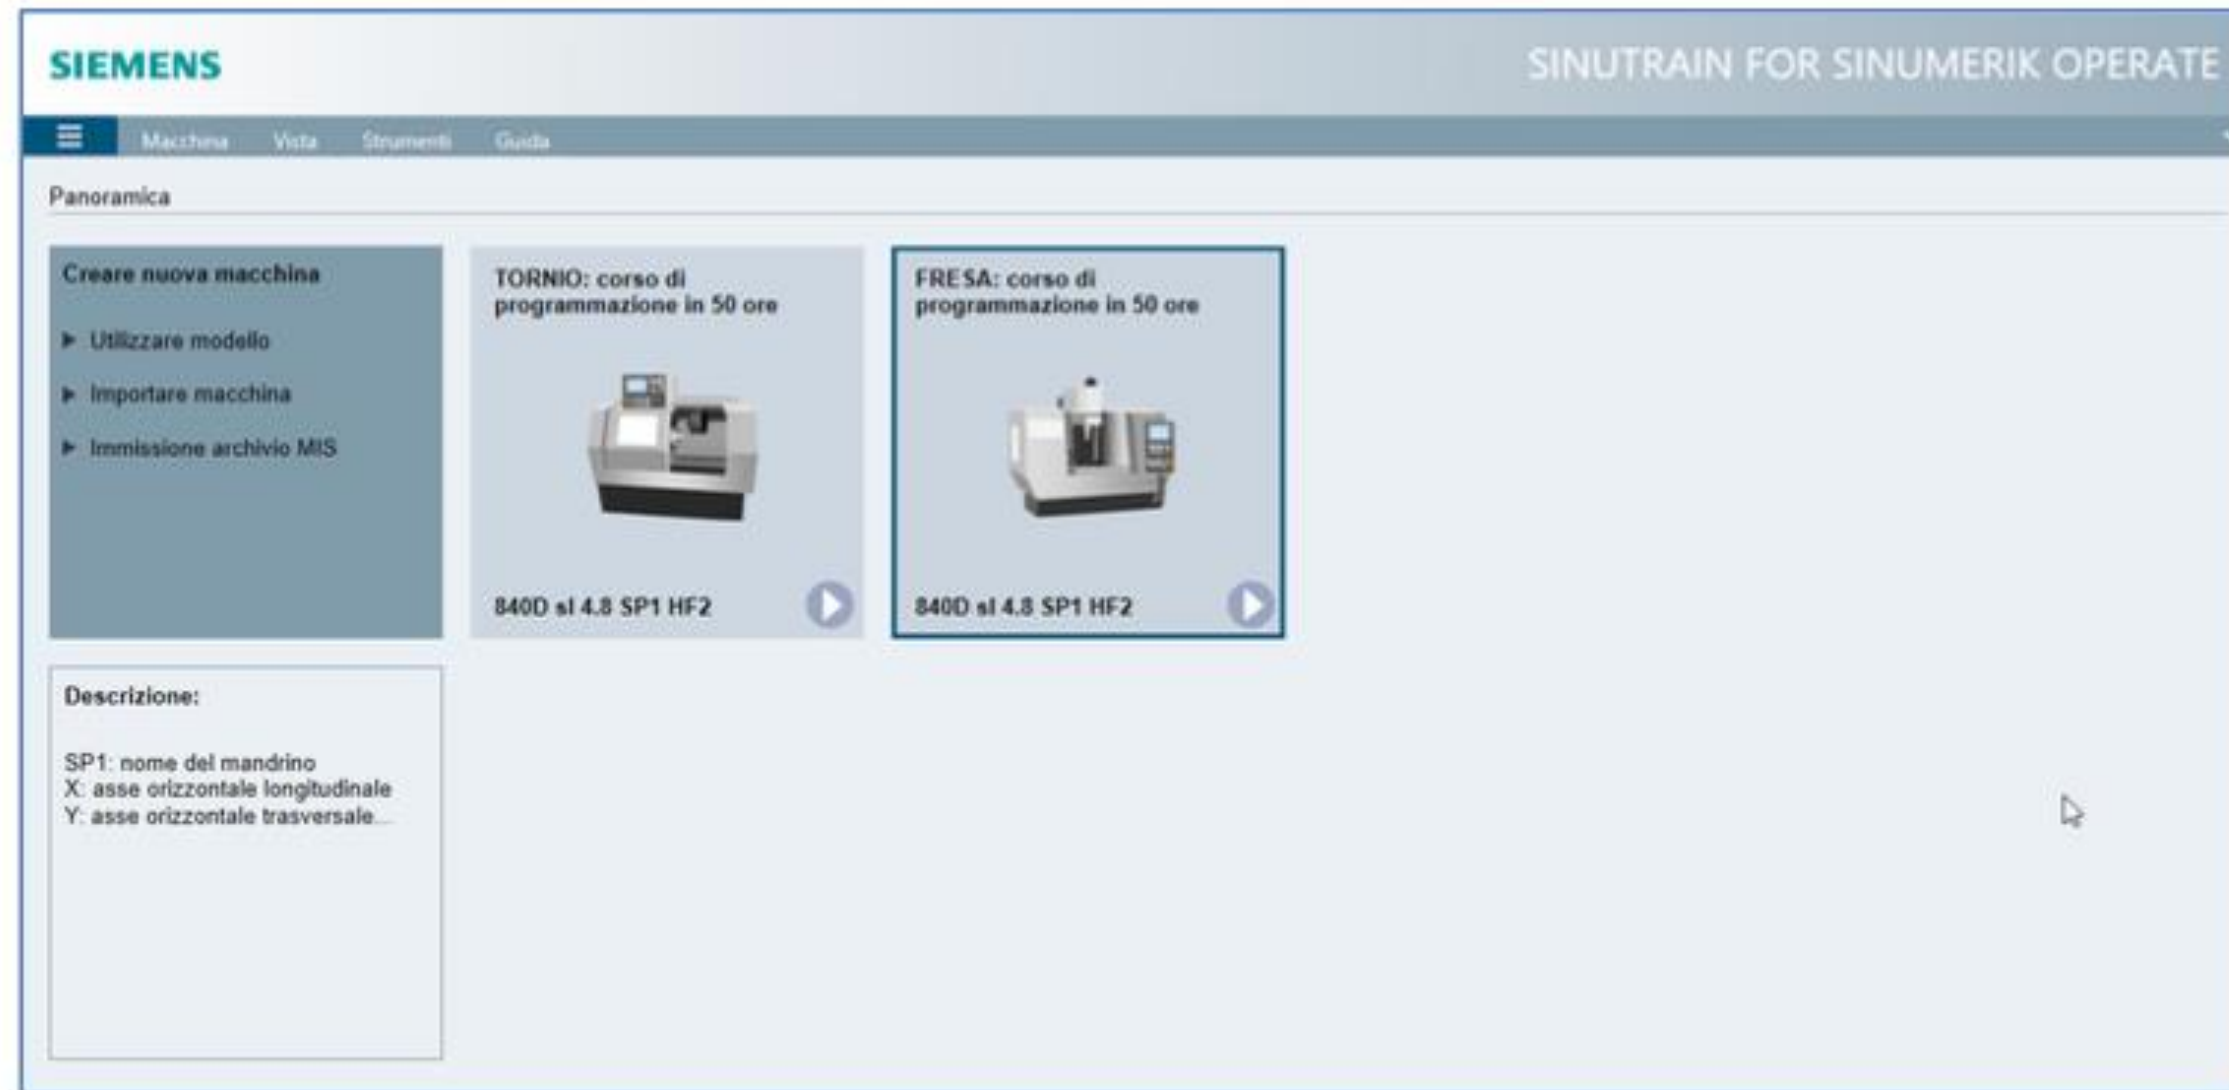 SIEMENS
SINUTRAIN FOR SINUMERIK OPERATE
Macchina Vista Strumenti Guida
Panoramica
Creare nuova macchina
Utilizzare modello
Importare macchina
Immissione archivio MIS
TORNIO: corso di
programmazione in 50 ore
840D sl 4.8 SP1 HF2
FRESA: corso di
programmazione in 50 ore
840D sl 4.8 SP1 HF2
Descrizione:
SP1: nome del mandrino
X: asse orizzontale longitudinale
Y: asse orizzontale trasversale...